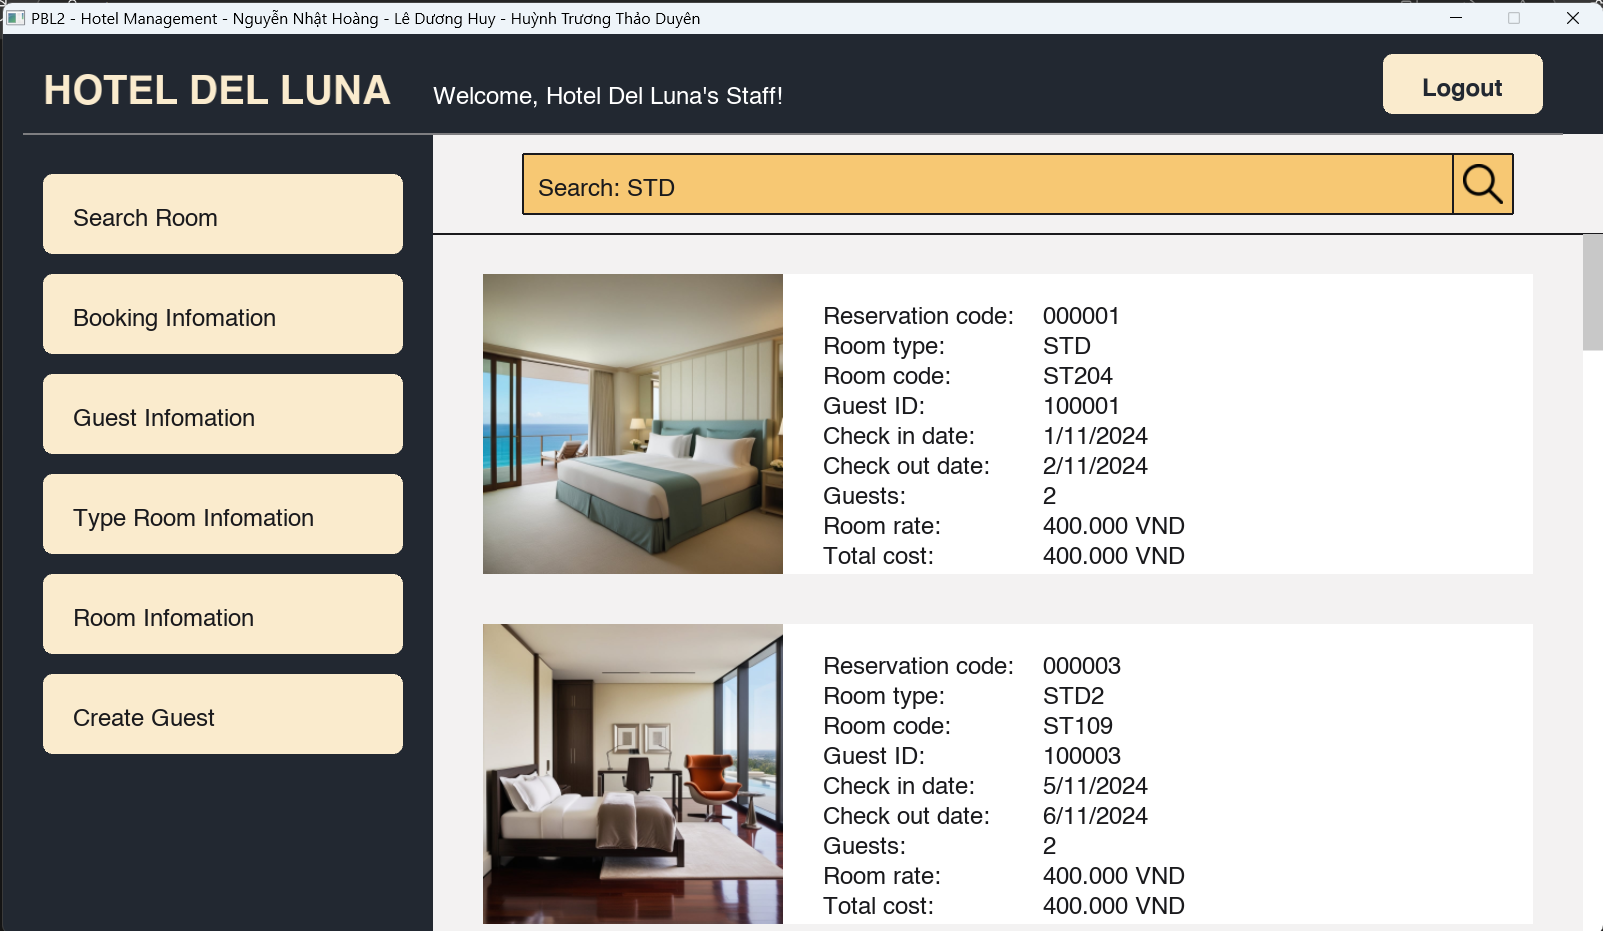 PBL2 - Hotel Management - Nguyễn Nhật Hoàng - Lê Dương Huy - Huỳnh Trương Thảo Duyên
HOTEL DEL LUNA
Welcome, Hotel Del Luna's Staff!
Logout
Search Room
Booking Infomation
Guest Infomation
Type Room Infomation
Room Infomation
Create Guest
Search: STD
Reservation code: 000001
Room type: STD
Room code: ST204
Guest ID: 100001
Check in date: 1/11/2024
Check out date: 2/11/2024
Guests: 2
Room rate: 400.000 VND
Total cost: 400.000 VND
Reservation code: 000003
Room type: STD2
Room code: ST109
Guest ID: 100003
Check in date: 5/11/2024
Check out date: 6/11/2024
Guests: 2
Room rate: 400.000 VND
Total cost: 400.000 VND